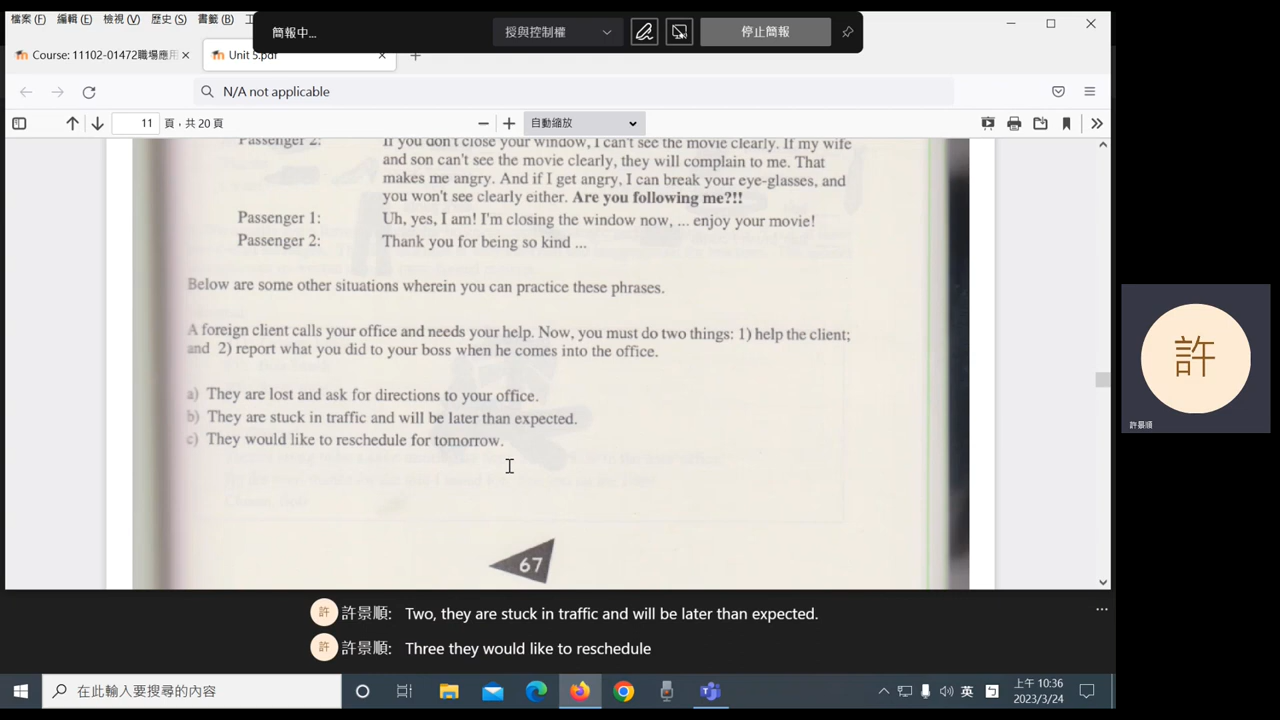 檔案 (F) 編輯 (E) 檢視 (V) 歷史 (S) 書籤 (B)
簡報中...
授與控制權
停止簡報
Course: 11102-01472職場應用
Unit 5.pdf
N/A not applicable
11 頁，共 20 頁
自動縮放
Passenger 2: If you don't close your window, I can't see the movie clearly. If my wife
and son can't see the movie clearly, they will complain to me. That
makes me angry. And if I get angry, I can break your eye-glasses, and
you won't see clearly either. Are you following me?!!
Passenger 1: Uh, yes, I am! I'm closing the window now, ... enjoy your movie!
Passenger 2: Thank you for being so kind ...
Below are some other situations wherein you can practice these phrases.
A foreign client calls your office and needs your help. Now, you must do two things: 1) help the client;
and 2) report what you did to your boss when he comes into the office.
a) They are lost and ask for directions to your office.
b) They are stuck in traffic and will be later than expected.
c) They would like to reschedule for tomorrow.
67
許
許景順
許 許景順: Two, they are stuck in traffic and will be later than expected.
許 許景順: Three they would like to reschedule
在此輸入要搜尋的內容
英
上午 10:36
2023/3/24